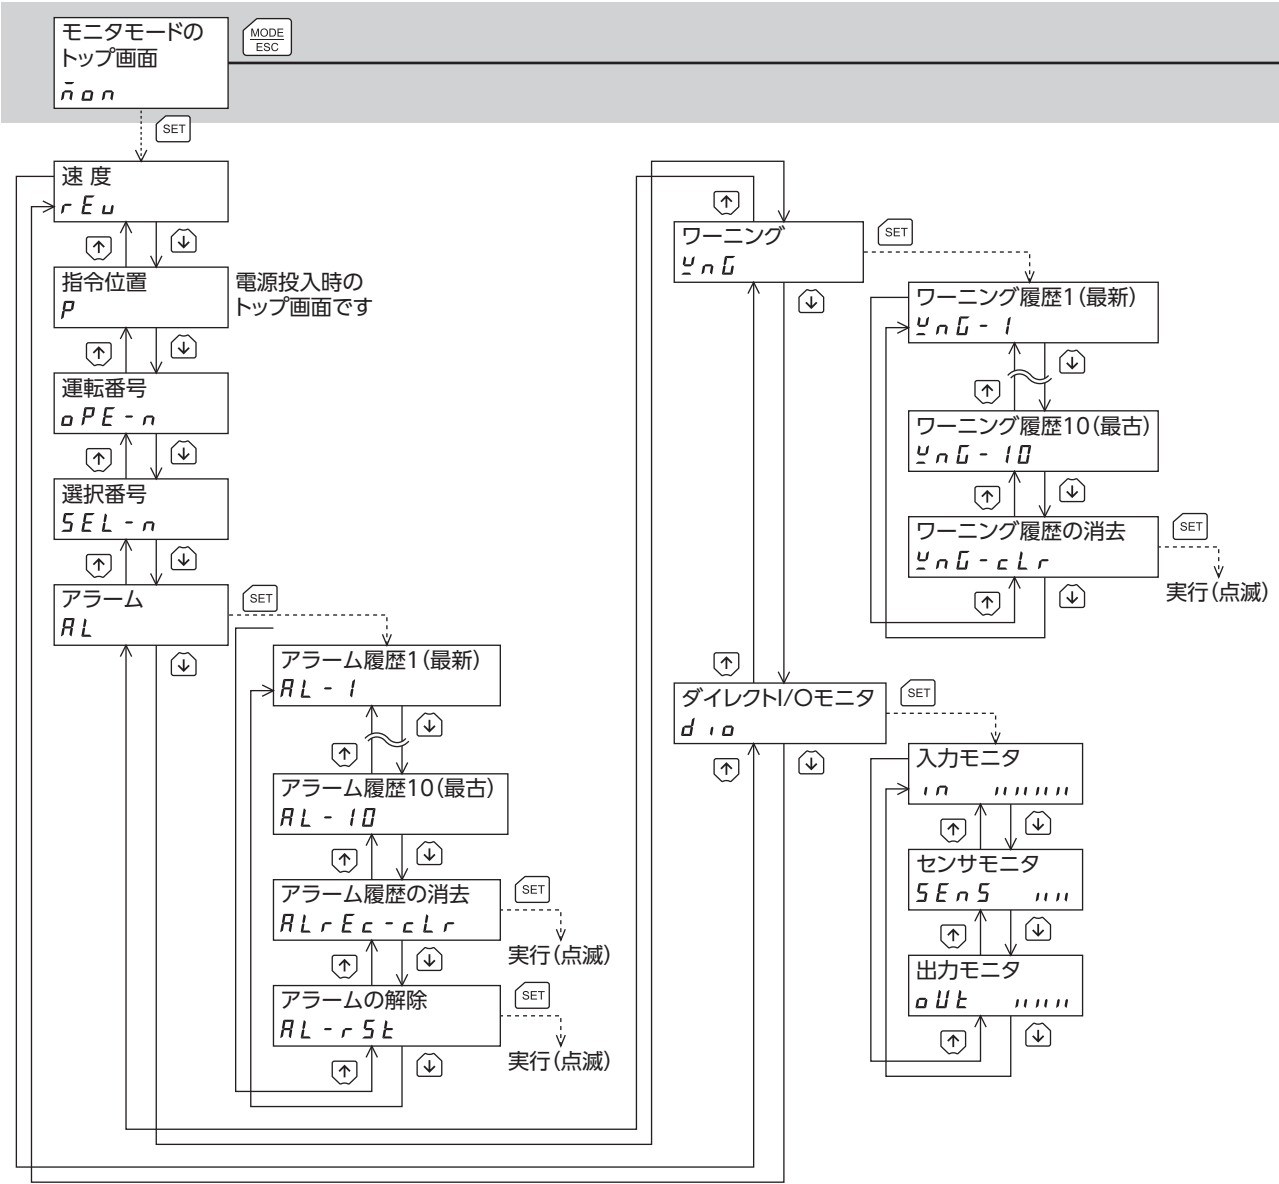 モニタモードの
トップ画面
mon
MODE
ESC
SET
速 度
rEv
指令位置
P
電源投入時の
トップ画面です
運転番号
oPE-n
選択番号
SEL-n
アラーム
AL
SET
アラーム履歴1(最新)
AL-1
アラーム履歴10(最古)
AL-10
アラーム履歴の消去
ALrEc-cLr
SET
実行(点滅)
アラームの解除
AL-rSt
SET
実行(点滅)
ワーニング
WnG
SET
ワーニング履歴1(最新)
WnG-1
ワーニング履歴10(最古)
WnG-10
ワーニング履歴の消去
WnG-cLr
SET
実行(点滅)
ダイレクトI/Oモニタ
dio
SET
入力モニタ
in
センサモニタ
SEnS
出力モニタ
oUt